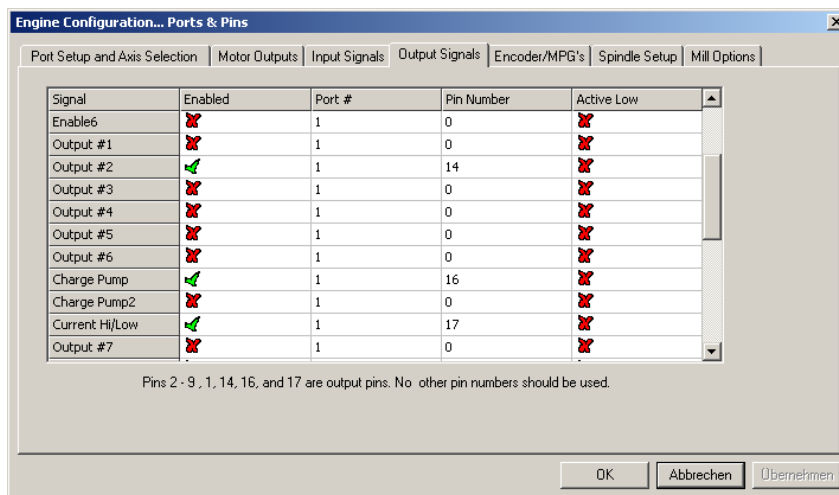 Engine Configuration... Ports & Pins
Port Setup and Axis Selection Motor Outputs Input Signals Output Signals Encoder/MPG's Spindle Setup Mill Options
Signal Enabled Port # Pin Number Active Low
Enable6 1 0
Output #1 1 0
Output #2 1 14
Output #3 1 0
Output #4 1 0
Output #5 1 0
Output #6 1 0
Charge Pump 1 16
Charge Pump2 1 0
Current Hi/Low 1 17
Output #7 1 0
Pins 2 - 9 , 1, 14, 16, and 17 are output pins. No other pin numbers should be used.
OK Abbrechen Übernehmen